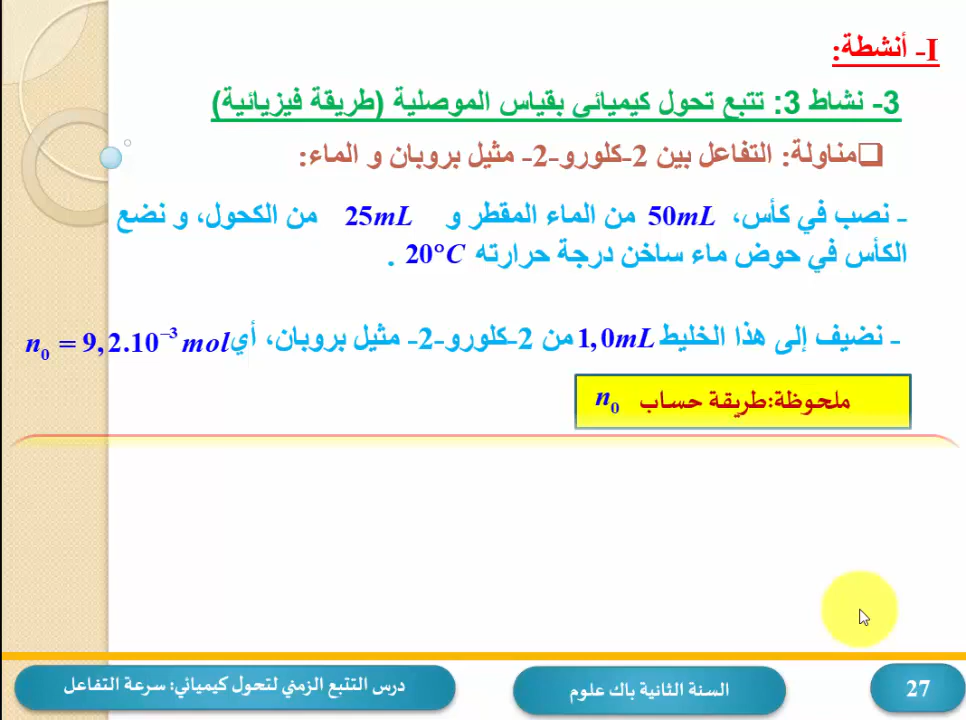 I- أنشطة:
3- نشاط 3: تتبع تحول كيميائي بقياس الموصلية (طريقة فيزيائية)
مناولة: التفاعل بين 2-كلورو-2- مثيل بروبان و الماء:
- نصب في كأس، 50mL من الماء المقطر و 25mL من الكحول، و نضع
الكأس في حوض ماء ساخن درجة حرارته 20°C .
- نضيف إلى هذا الخليط 1,0mL من 2-كلورو-2- مثيل بروبان، أي n₀ = 9,2.10⁻³ mol
ملحوظة:طريقة حساب n₀
درس التتبع الزمني لتحول كيميائي: سرعة التفاعل
السنة الثانية باك علوم
27